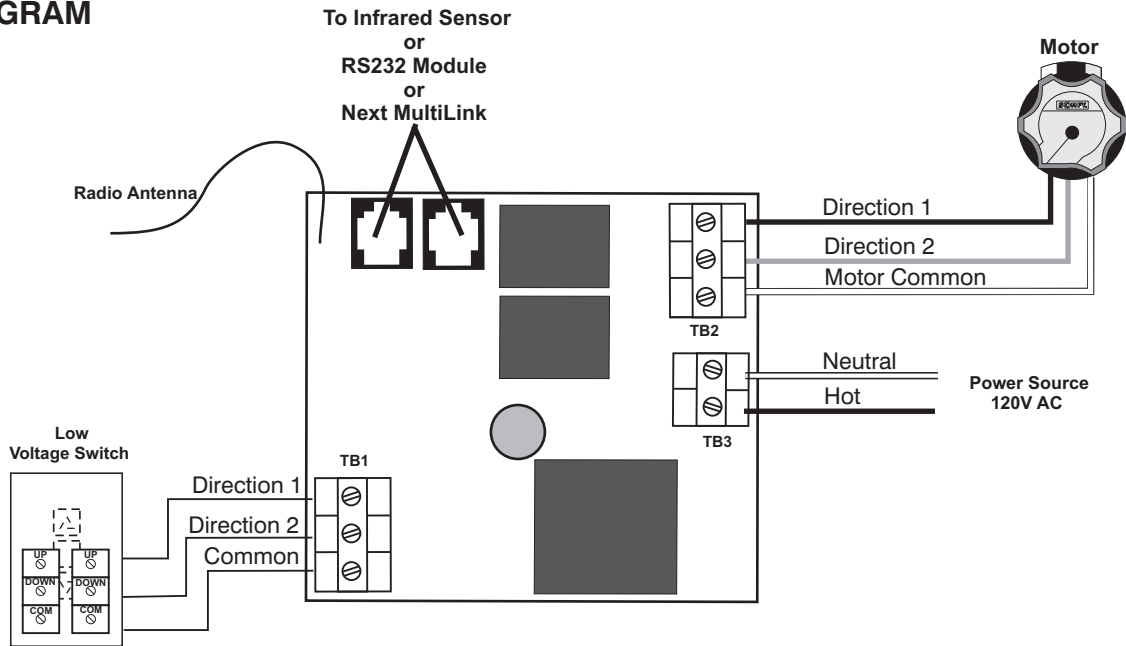 GRAM
To Infrared Sensor
or
RS232 Module
or
Next MultiLink
Motor
SOMFY.
Radio Antenna
Direction 1
Direction 2
Motor Common
TB2
Neutral
Hot
Power Source
120V AC
TB3
Low
Voltage Switch
TB1
Direction 1
Direction 2
Common
UP
UP
DOWN
DOWN
COM
COM